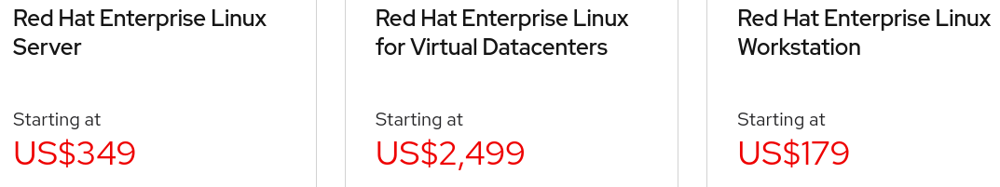 Red Hat Enterprise Linux
Server
Starting at
US$349
Red Hat Enterprise Linux
for Virtual Datacenters
Starting at
US$2,499
Red Hat Enterprise Linux
Workstation
Starting at
US$179